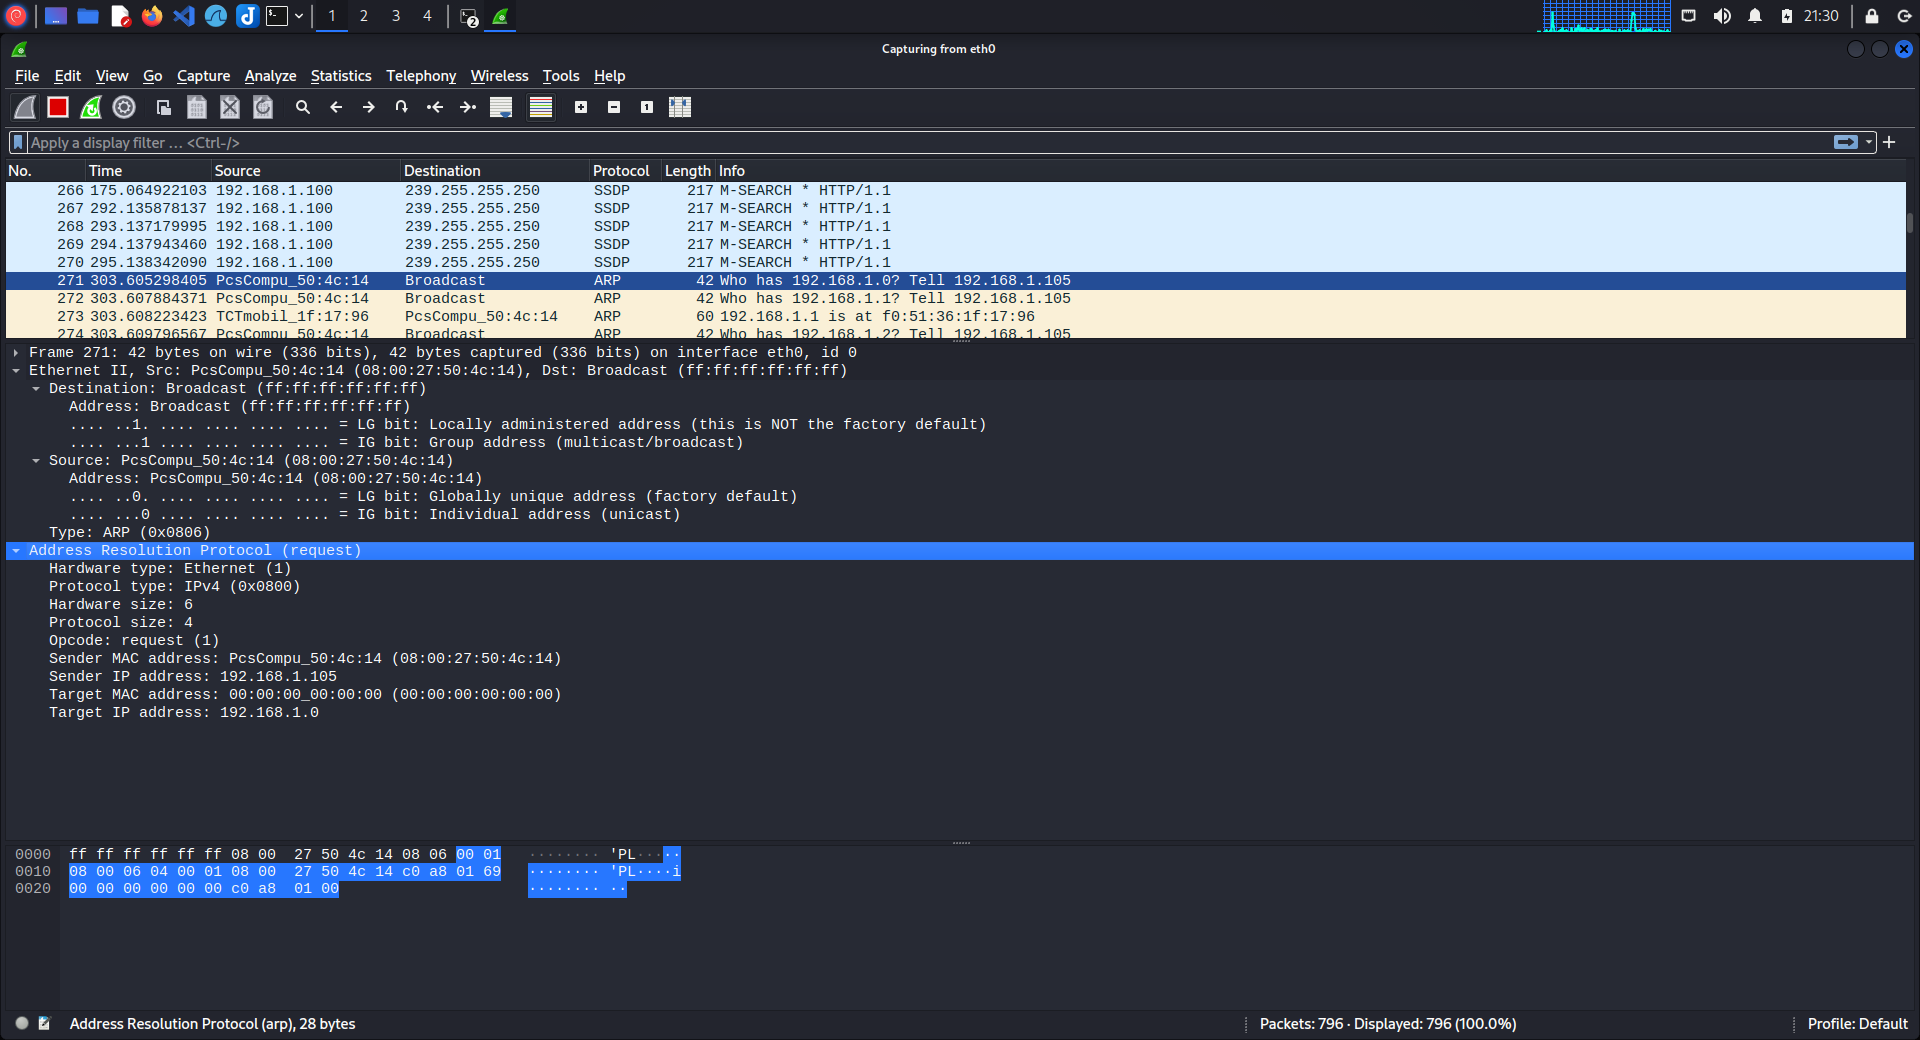 1 2 3 4 2 21:30
Capturing from eth0
File Edit View Go Capture Analyze Statistics Telephony Wireless Tools Help
Apply a display filter … <Ctrl-/>
No. Time Source Destination Protocol Length Info
266 175.064922103 192.168.1.100 239.255.255.250 SSDP 217 M-SEARCH * HTTP/1.1
267 292.135878137 192.168.1.100 239.255.255.250 SSDP 217 M-SEARCH * HTTP/1.1
268 293.137179995 192.168.1.100 239.255.255.250 SSDP 217 M-SEARCH * HTTP/1.1
269 294.137943460 192.168.1.100 239.255.255.250 SSDP 217 M-SEARCH * HTTP/1.1
270 295.138342090 192.168.1.100 239.255.255.250 SSDP 217 M-SEARCH * HTTP/1.1
271 303.605298405 PcsCompu_50:4c:14 Broadcast ARP 42 Who has 192.168.1.0? Tell 192.168.1.105
272 303.607884371 PcsCompu_50:4c:14 Broadcast ARP 42 Who has 192.168.1.1? Tell 192.168.1.105
273 303.608223423 TCTmobil_1f:17:96 PcsCompu_50:4c:14 ARP 60 192.168.1.1 is at f0:51:36:1f:17:96
274 303.609796567 PcsCompu_50:4c:14 Broadcast ARP 42 Who has 192.168.1.2? Tell 192.168.1.105
Frame 271: 42 bytes on wire (336 bits), 42 bytes captured (336 bits) on interface eth0, id 0
Ethernet II, Src: PcsCompu_50:4c:14 (08:00:27:50:4c:14), Dst: Broadcast (ff:ff:ff:ff:ff:ff)
Destination: Broadcast (ff:ff:ff:ff:ff:ff)
Address: Broadcast (ff:ff:ff:ff:ff:ff)
.... ..1. .... .... .... .... = LG bit: Locally administered address (this is NOT the factory default)
.... ...1 .... .... .... .... = IG bit: Group address (multicast/broadcast)
Source: PcsCompu_50:4c:14 (08:00:27:50:4c:14)
Address: PcsCompu_50:4c:14 (08:00:27:50:4c:14)
.... ..0. .... .... .... .... = LG bit: Globally unique address (factory default)
.... ...0 .... .... .... .... = IG bit: Individual address (unicast)
Type: ARP (0x0806)
Address Resolution Protocol (request)
Hardware type: Ethernet (1)
Protocol type: IPv4 (0x0800)
Hardware size: 6
Protocol size: 4
Opcode: request (1)
Sender MAC address: PcsCompu_50:4c:14 (08:00:27:50:4c:14)
Sender IP address: 192.168.1.105
Target MAC address: 00:00:00_00:00:00 (00:00:00:00:00:00)
Target IP address: 192.168.1.0
0000 ff ff ff ff ff ff 08 00 27 50 4c 14 08 06 00 01 ········ 'PL·····
0010 08 00 06 04 00 01 08 00 27 50 4c 14 c0 a8 01 69 ········ 'PL····i
0020 00 00 00 00 00 00 c0 a8 01 00 ········ ··
Address Resolution Protocol (arp), 28 bytes Packets: 796 · Displayed: 796 (100.0%) Profile: Default